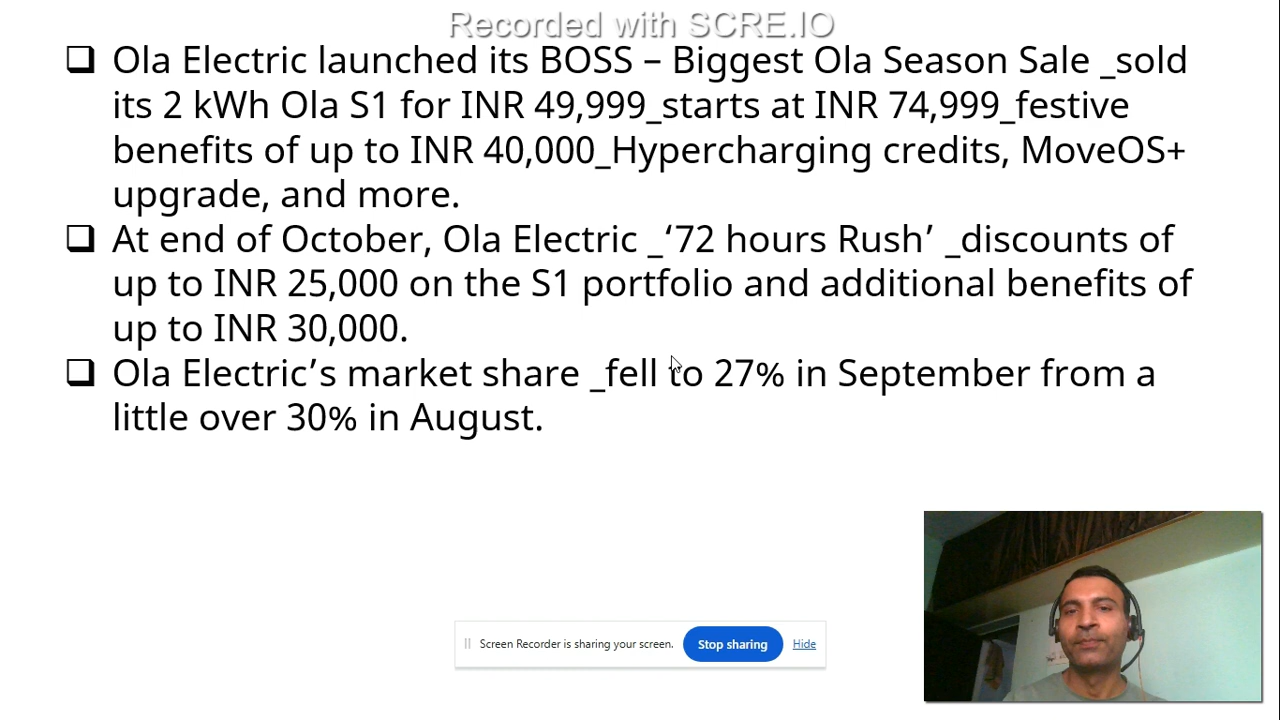 Recorded with SCRE.IO
❑ Ola Electric launched its BOSS – Biggest Ola Season Sale _sold
its 2 kWh Ola S1 for INR 49,999_starts at INR 74,999_festive
benefits of up to INR 40,000_Hypercharging credits, MoveOS+
upgrade, and more.
❑ At end of October, Ola Electric _‘72 hours Rush’ _discounts of
up to INR 25,000 on the S1 portfolio and additional benefits of
up to INR 30,000.
❑ Ola Electric’s market share _fell to 27% in September from a
little over 30% in August.
Screen Recorder is sharing your screen. Stop sharing Hide